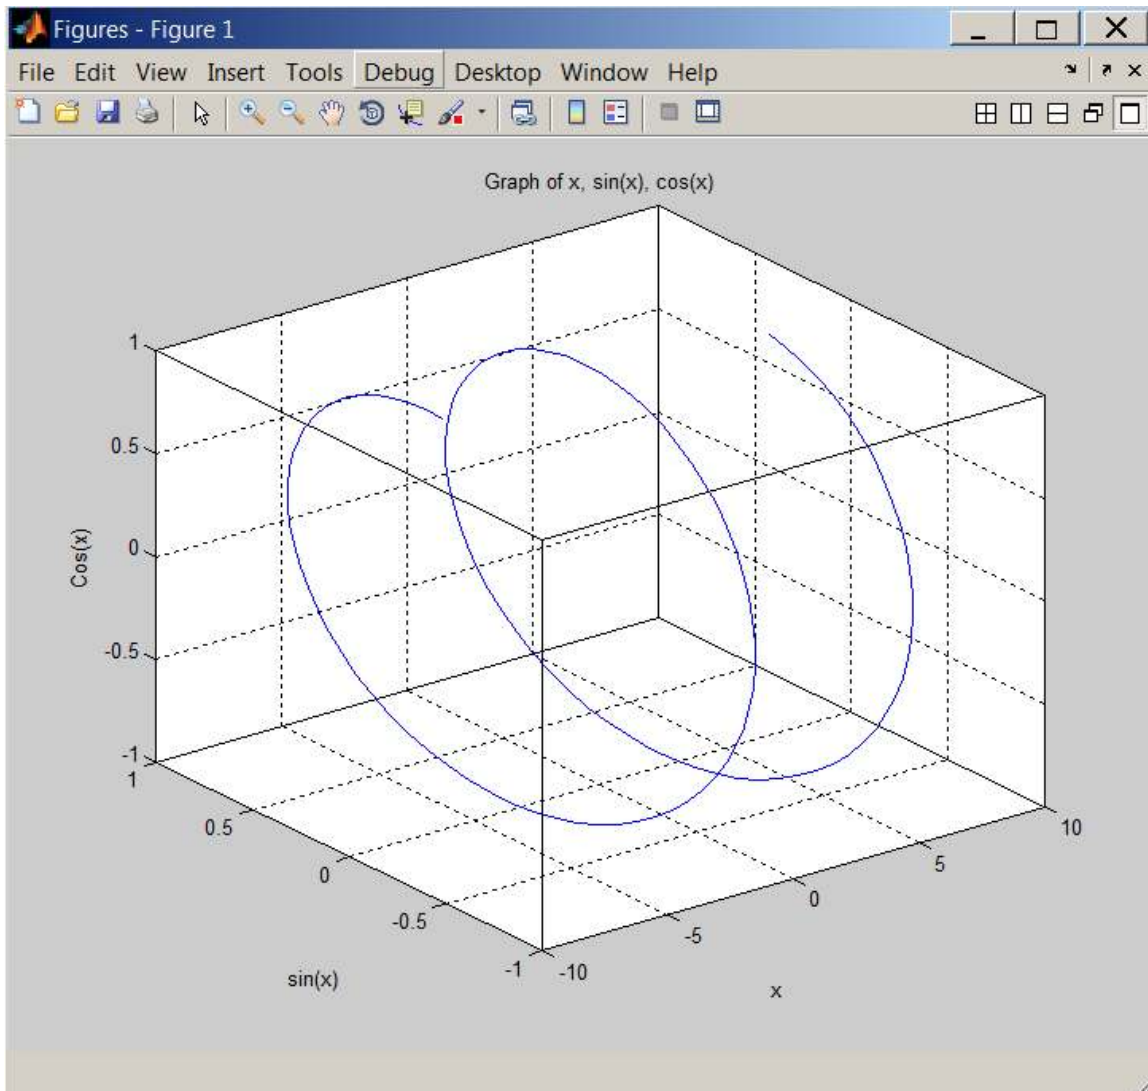 Figures - Figure 1
File Edit View Insert Tools Debug Desktop Window Help
Graph of x, sin(x), cos(x)
1
0.5
0
-0.5
-1
Cos(x)
1
0.5
0
-0.5
-1
sin(x)
-10
-5
0
5
10
x